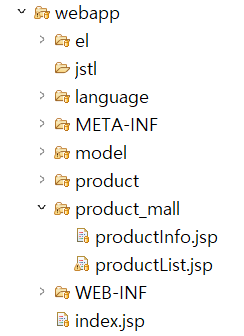 webapp
el
jstl
language
META-INF
model
product
product_mall
productInfo.jsp
productList.jsp
WEB-INF
index.jsp